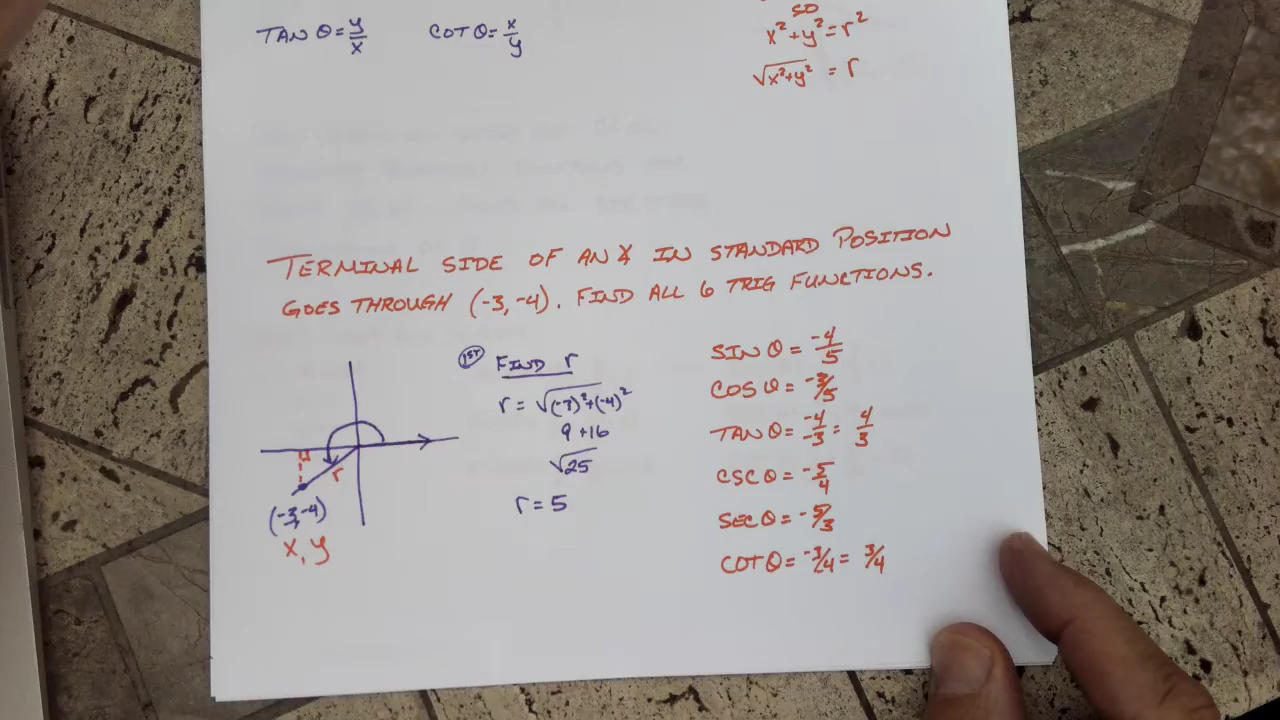 TAN θ = y/x
COT θ = x/y
SO
x² + y² = r²
√x²+y² = r
TERMINAL SIDE OF AN ∡ IN STANDARD POSITION
GOES THROUGH (-3, -4). FIND ALL 6 TRIG FUNCTIONS.
1ST FIND r
r = √(-3)²+(-4)²
9 + 16
√25
r = 5
r
(-3,-4)
x, y
SIN θ = -4/5
COS θ = -3/5
TAN θ = -4/-3 = 4/3
CSC θ = -5/4
SEC θ = -5/3
COT θ = -3/4 = 3/4